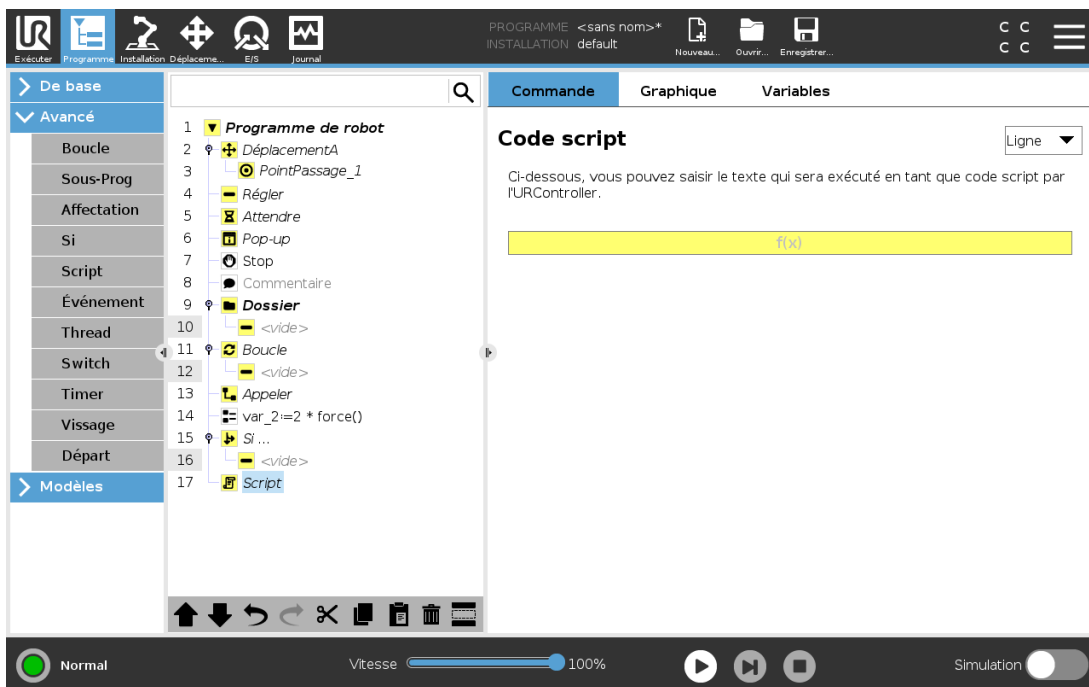 PROGRAMME <sans nom>*
INSTALLATION default
Exécuter
Programme
Installation
Déplaceme...
E/S
Journal
Nouveau...
Ouvrir...
Enregistrer...
C C
C C
De base
Avancé
Boucle
Sous-Prog
Affectation
Si
Script
Événement
Thread
Switch
Timer
Vissage
Départ
Modèles
1 Programme de robot
2 DéplacementA
3 PointPassage_1
4 Régler
5 Attendre
6 Pop-up
7 Stop
8 Commentaire
9 Dossier
10 <vide>
11 Boucle
12 <vide>
13 Appeler
14 var_2:=2 * force()
15 Si ...
16 <vide>
17 Script
Commande
Graphique
Variables
Code script
Ligne
Ci-dessous, vous pouvez saisir le texte qui sera exécuté en tant que code script par
l'URController.
f(x)
Normal
Vitesse
100%
Simulation